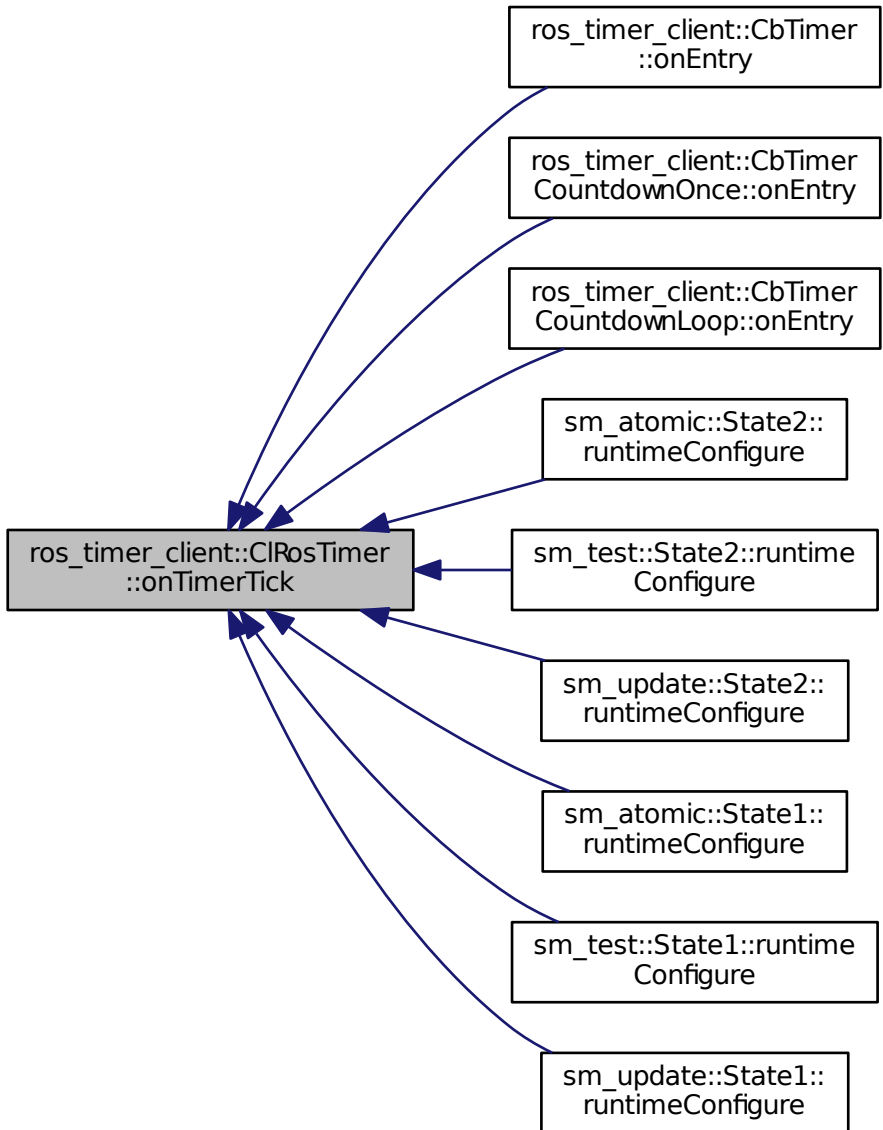 ros_timer_client::CbTimer
::onEntry
ros_timer_client::CbTimer
CountdownOnce::onEntry
ros_timer_client::CbTimer
CountdownLoop::onEntry
sm_atomic::State2::
runtimeConfigure
ros_timer_client::ClRosTimer
::onTimerTick
sm_test::State2::runtime
Configure
sm_update::State2::
runtimeConfigure
sm_atomic::State1::
runtimeConfigure
sm_test::State1::runtime
Configure
sm_update::State1::
runtimeConfigure